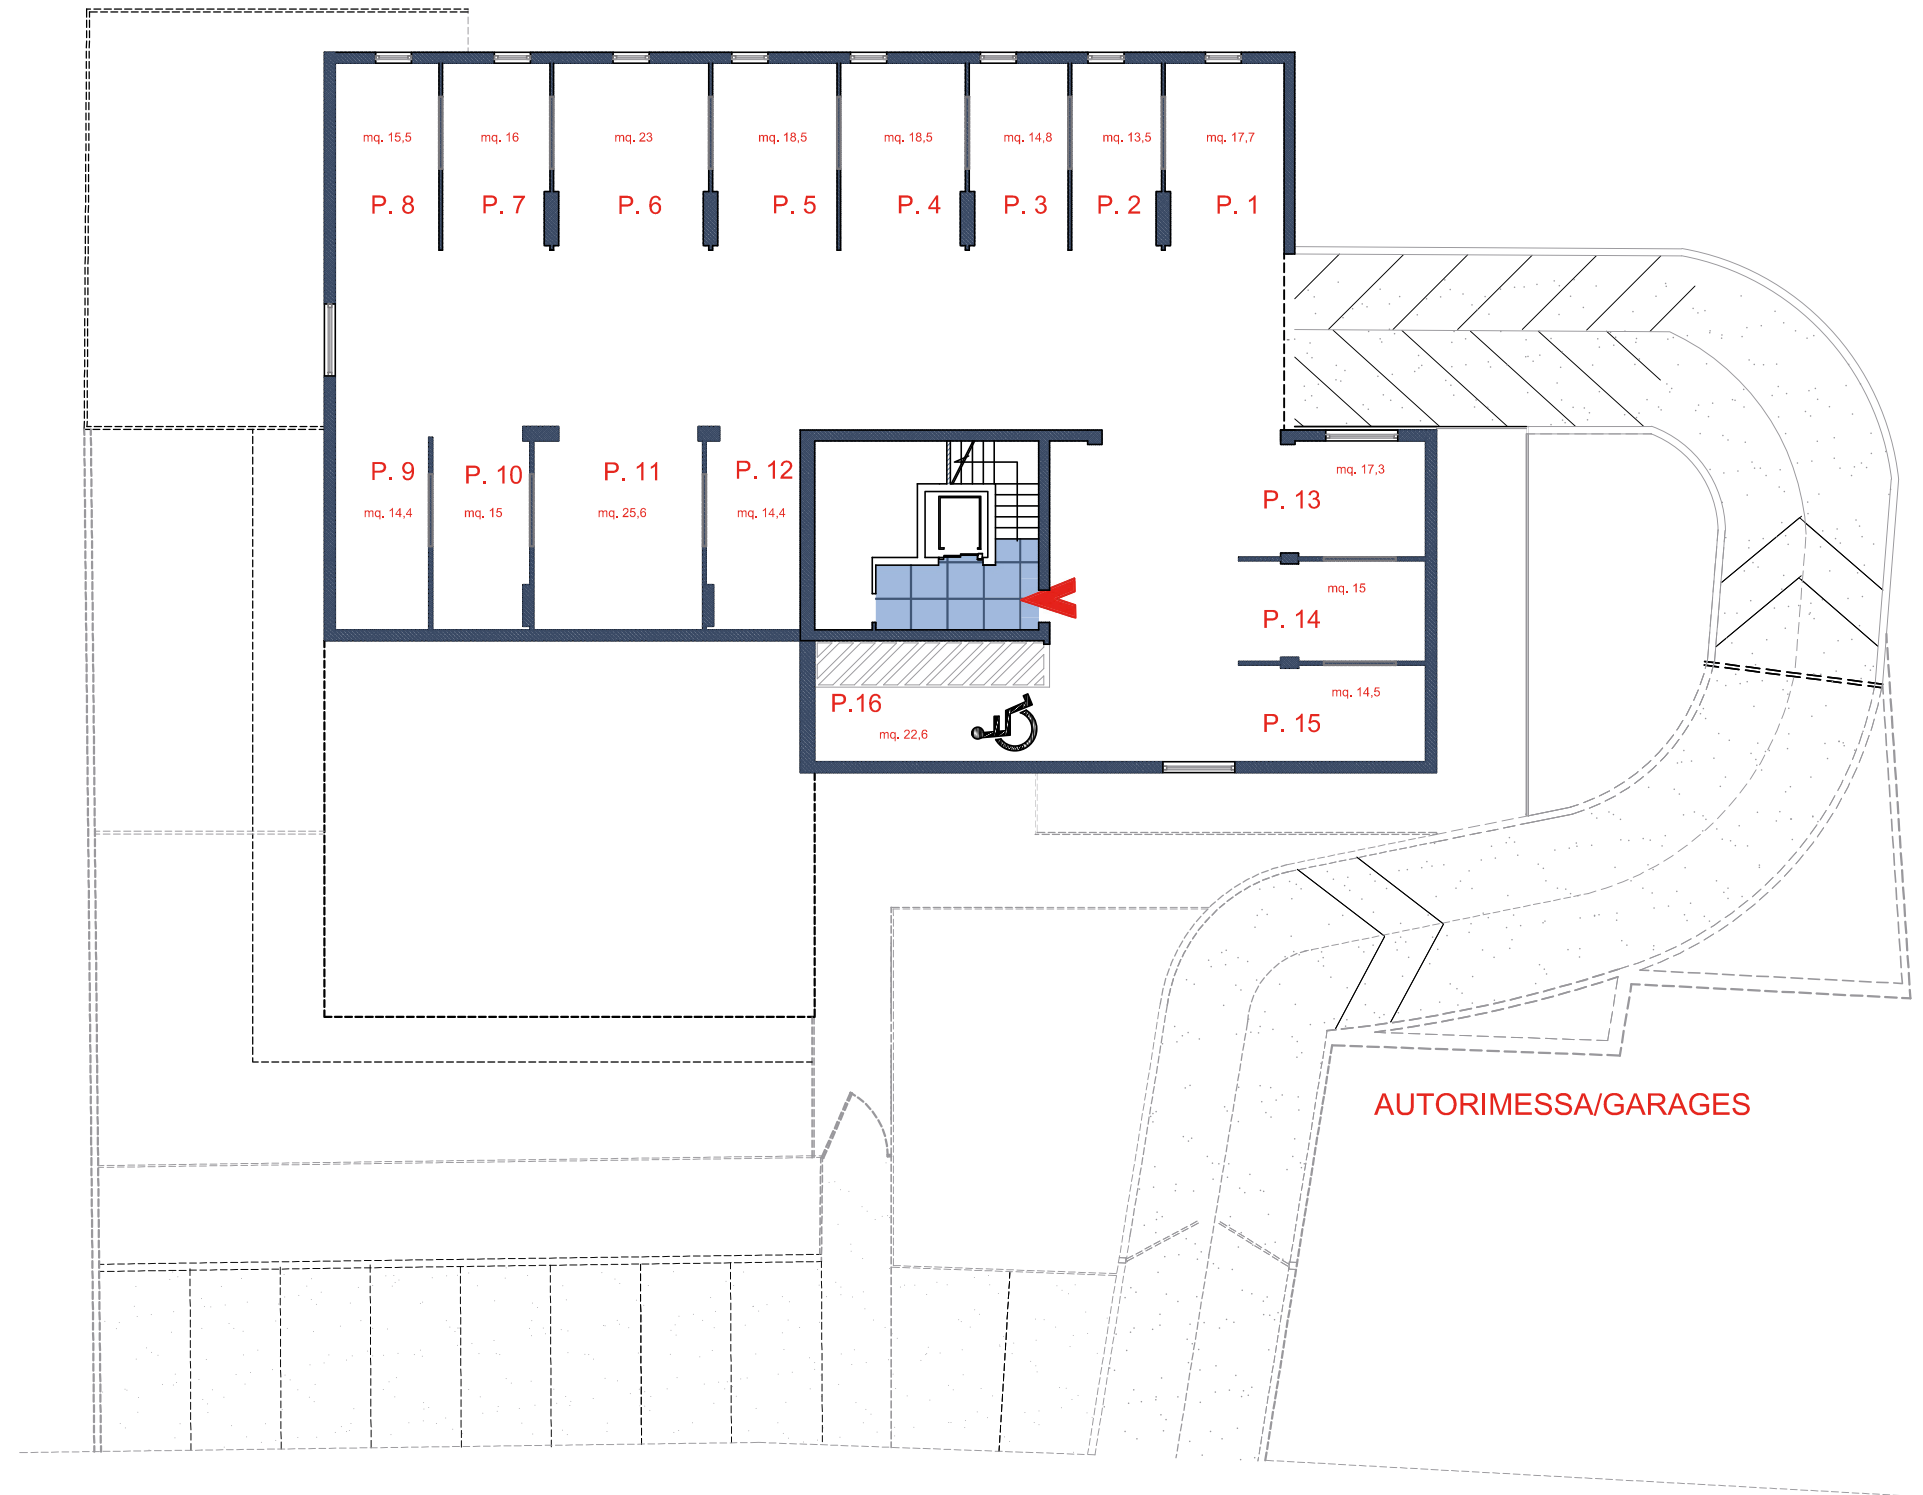 mq. 15,5
mq. 16
mq. 23
mq. 18,5
mq. 18,5
mq. 14,8
mq. 13,5
mq. 17,7
P. 8
P. 7
P. 6
P. 5
P. 4
P. 3
P. 2
P. 1
P. 9
P. 10
P. 11
P. 12
mq. 14,4
mq. 15
mq. 25,6
mq. 14,4
mq. 17,3
P. 13
mq. 15
P. 14
mq. 14,5
P. 15
P.16
mq. 22,6
AUTORIMESSA/GARAGES